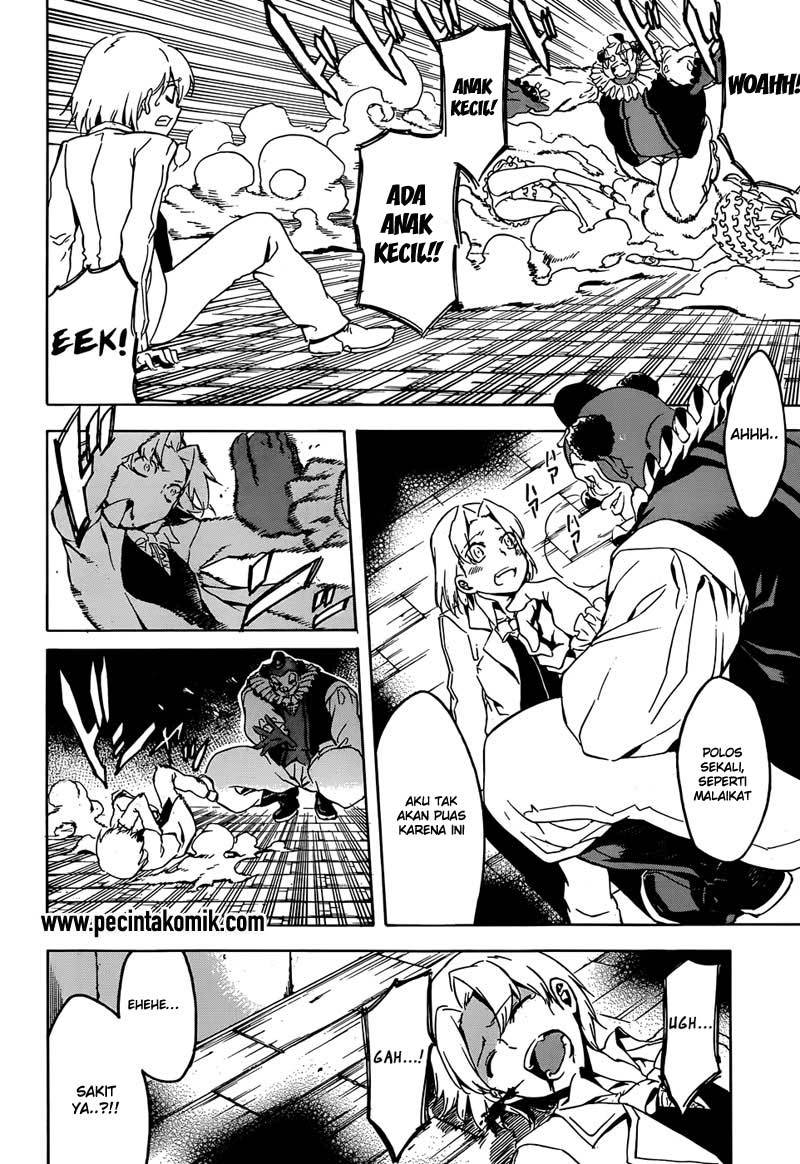 WOAHH!
ANAK
KECIL!
ADA
ANAK
KECIL!!
EEK!
AHHH..
POLOS
SEKALI,
SEPERTI
MALAIKAT
AKU TAK
AKAN PUAS
KARENA INI
www.pecintakomik.com
UGH...
GAH...!
EHEHE...
SAKIT
YA..?!!